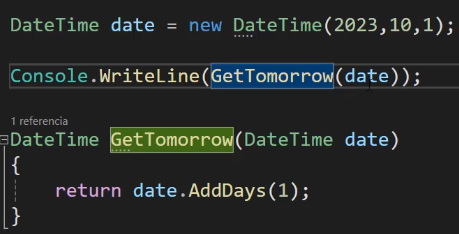 DateTime date = new DateTime(2023,10,1);
Console.WriteLine(GetTomorrow(date));
1 referencia
DateTime GetTomorrow(DateTime date)
{
return date.AddDays(1);
}